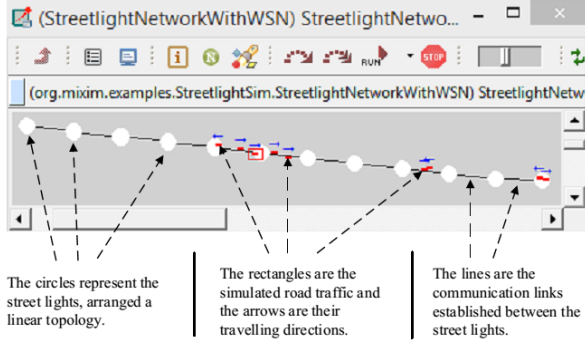 (StreetlightNetworkWithWSN) StreetlightNetwo...
RUN
STOP
(org.mixim.examples.StreetlightSim.StreetlightNetworkWithWSN) StreetlightNetw
The circles represent the
street lights, arranged a
linear topology.
The rectangles are the
simulated road traffic and
the arrows are their
travelling directions.
The lines are the
communication links
established between the
street lights.